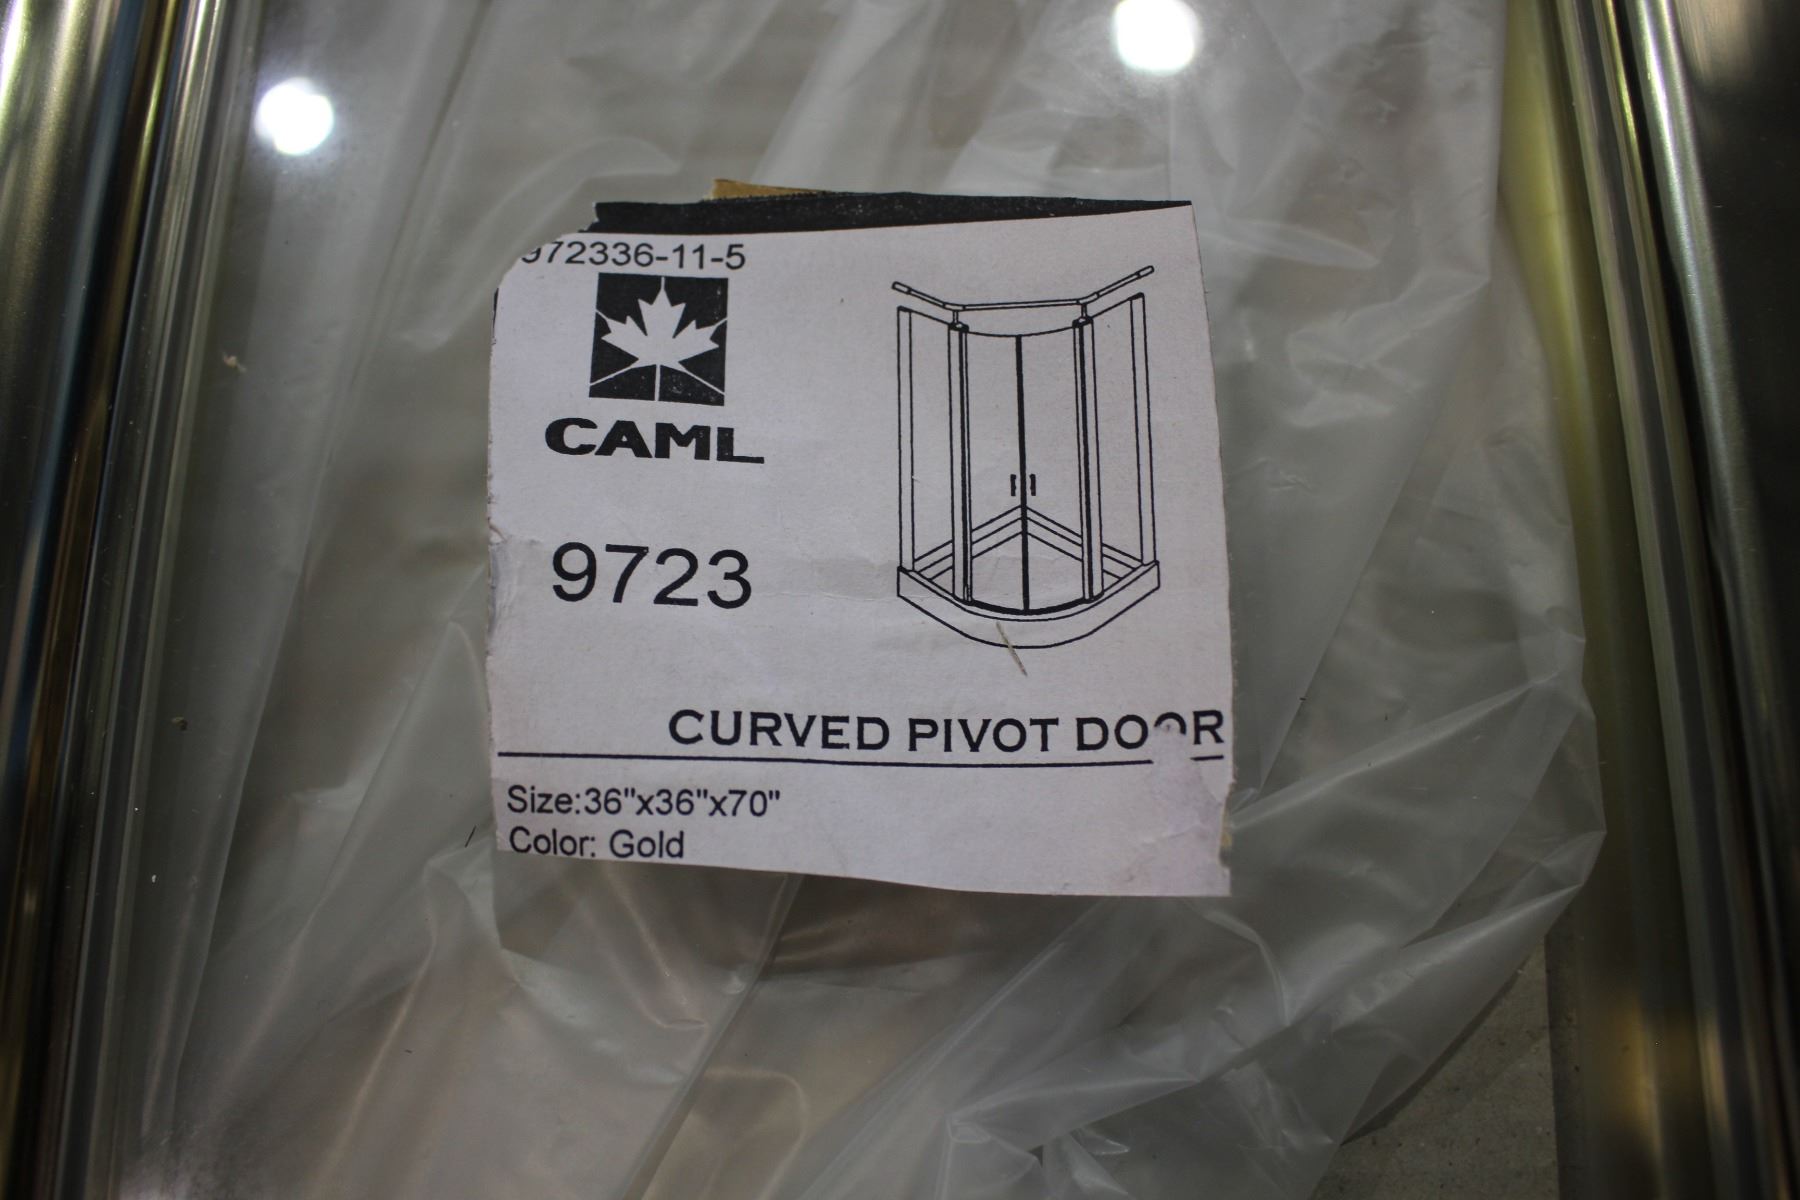 972336-11-5
CAML
9723
CURVED PIVOT DOOR
Size:36"x36"x70"
Color: Gold